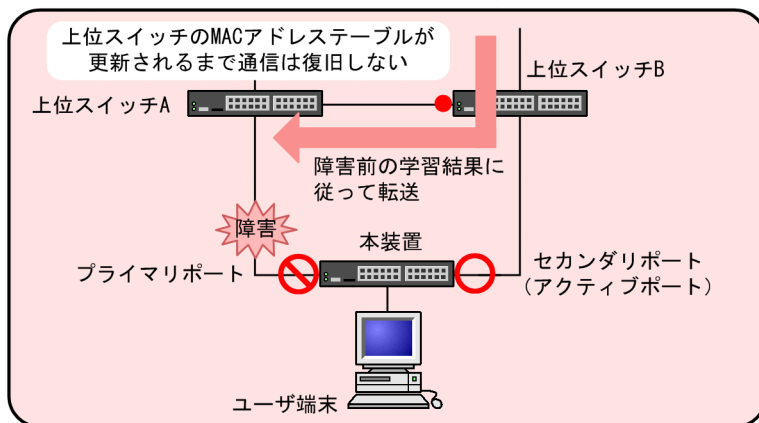 上位スイッチのMACアドレステーブルが
更新されるまで通信は復旧しない
上位スイッチB
上位スイッチA
障害前の学習結果に
従って転送
障害
本装置
プライマリポート
セカンダリポート
（アクティブポート）
ユーザ端末